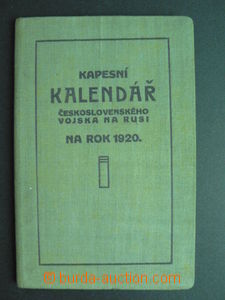 KAPESNÍ
KALENDÁŘ
ČESKOSLOVENSKÉHO
VOJSKA NA RUSI
NA ROK 1920.
© burda-auction.com